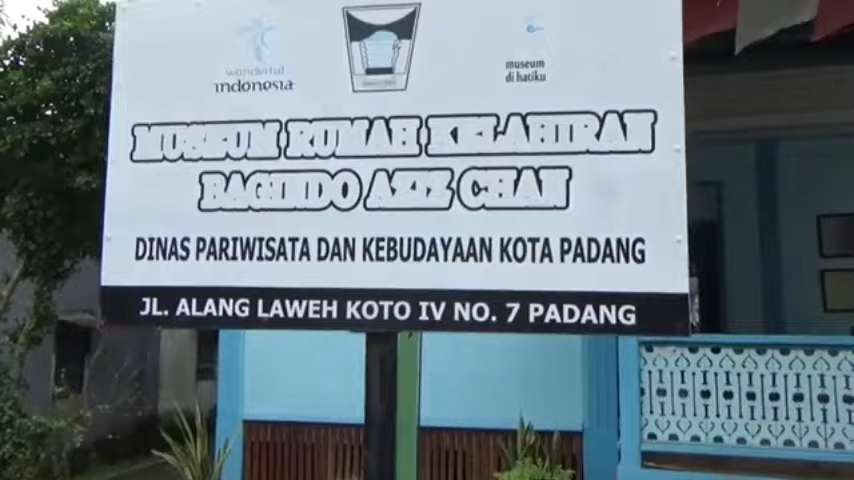 wonderful
indonesia
museum
di hatiku
MUSEUM RUMAH KELAHIRAN
BAGINDO AZIZ CHAN
DINAS PARIWISATA DAN KEBUDAYAAN KOTA PADANG
JL. ALANG LAWEH KOTO IV NO. 7 PADANG